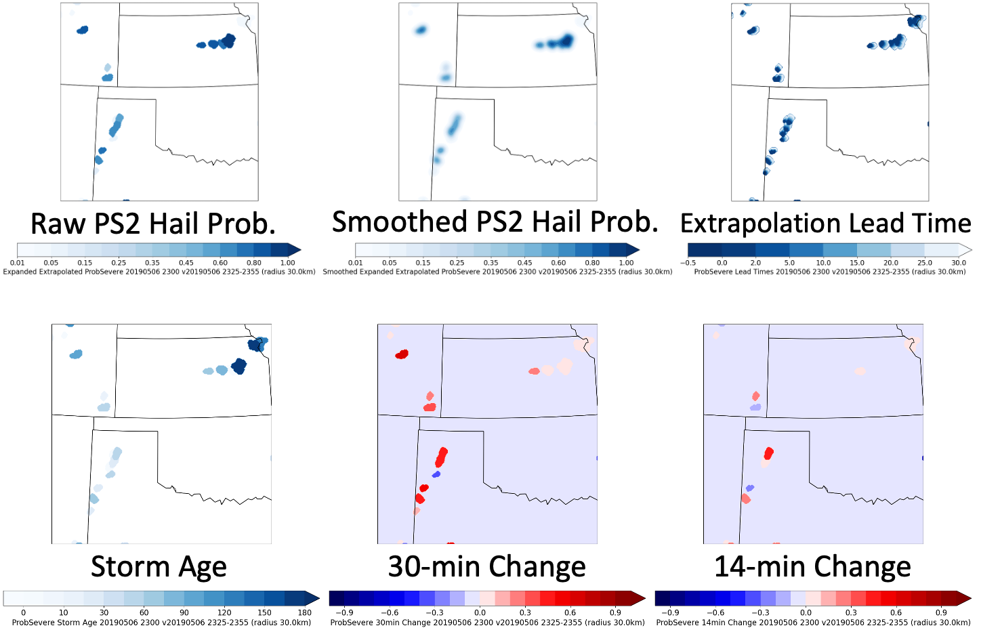 Raw PS2 Hail Prob.
Smoothed PS2 Hail Prob.
Extrapolation Lead Time
0.01 0.05 0.15 0.25 0.35 0.45 0.60 0.80 1.00
0.01 0.05 0.15 0.25 0.35 0.45 0.60 0.80 1.00
−0.5 0.0 2.0 5.0 10.0 15.0 20.0 25.0 30.0
Expanded Extrapolated ProbSevere 20190506 2300 v20190506 2325-2355 (radius 30.0km)
Smoothed Expanded Extrapolated ProbSevere 20190506 2300 v20190506 2325-2355 (radius 30.0km)
ProbSevere Lead Times 20190506 2300 v20190506 2325-2355 (radius 30.0km)
Storm Age
30-min Change
14-min Change
0 10 30 60 90 120 150 180
−0.9 −0.6 −0.3 0.0 0.3 0.6 0.9
−0.9 −0.6 −0.3 0.0 0.3 0.6 0.9
ProbSevere Storm Age 20190506 2300 v20190506 2325-2355 (radius 30.0km)
ProbSevere 30min Change 20190506 2300 v20190506 2325-2355 (radius 30.0km)
ProbSevere 14min Change 20190506 2300 v20190506 2325-2355 (radius 30.0km)